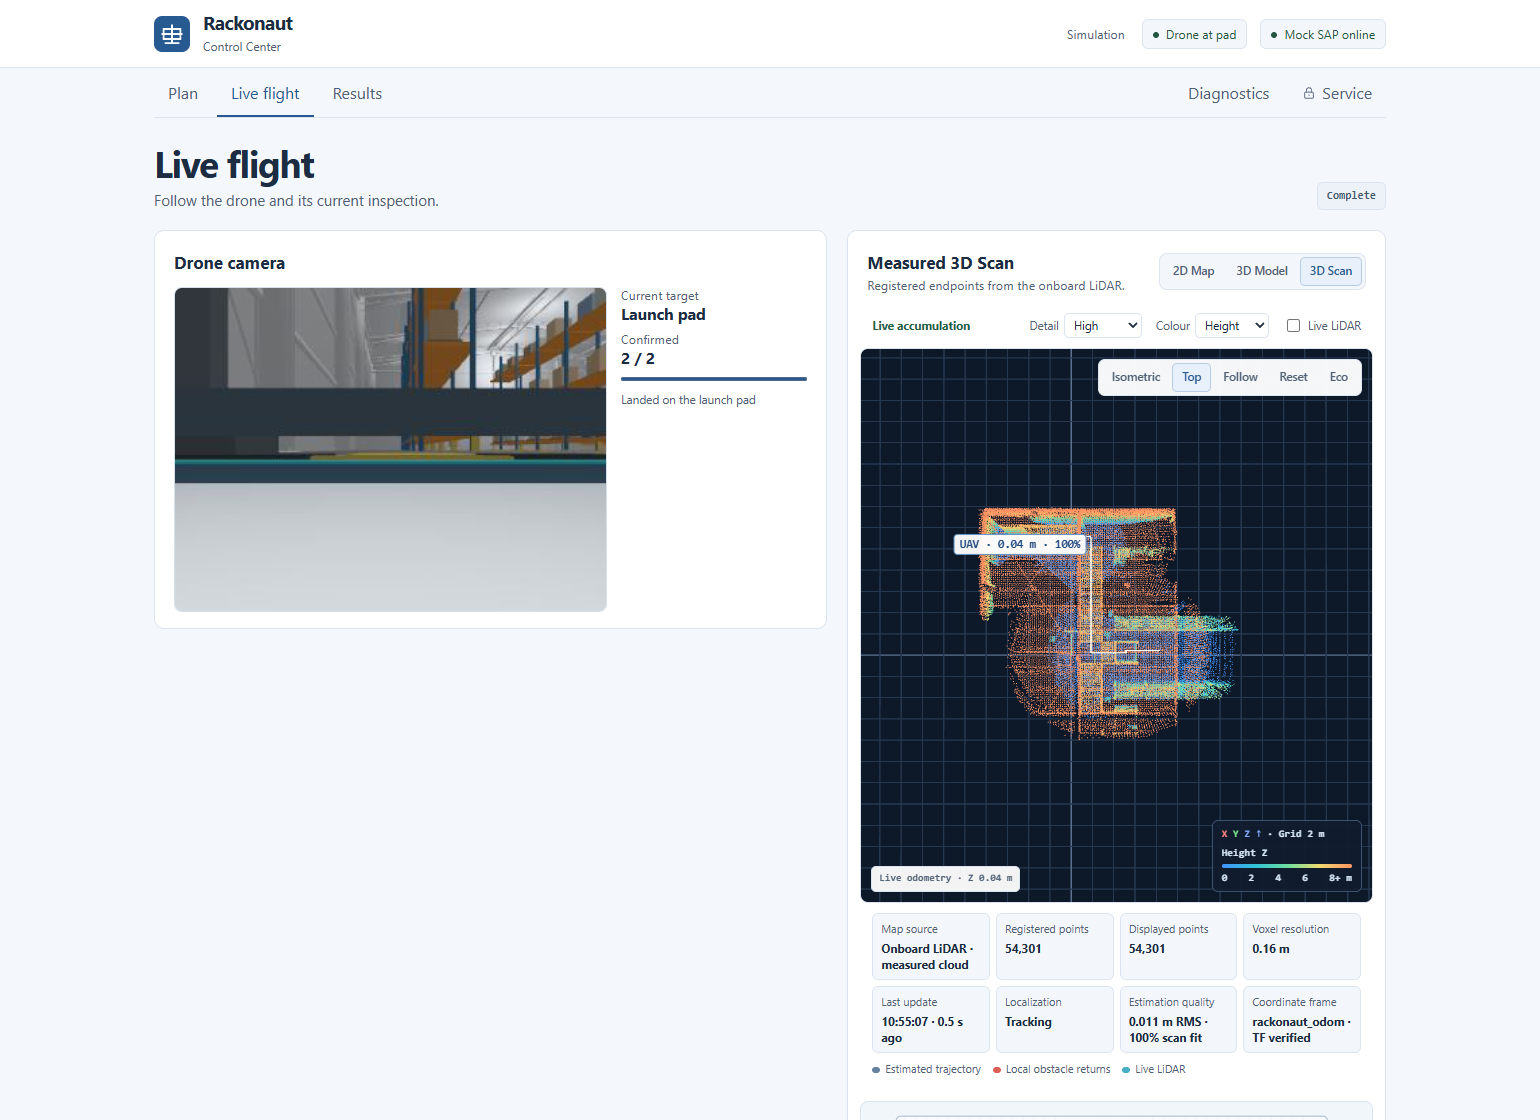 Rackonaut
Control Center
Simulation
Drone at pad
Mock SAP online
Plan
Live flight
Results
Diagnostics
Service
Live flight
Follow the drone and its current inspection.
Complete
Drone camera
Current target
Launch pad
Confirmed
2 / 2
Landed on the launch pad
Measured 3D Scan
Registered endpoints from the onboard LiDAR.
2D Map
3D Model
3D Scan
Live accumulation
Detail
High
Colour
Height
Live LiDAR
Isometric
Top
Follow
Reset
Eco
UAV · 0.04 m · 100%
X Y Z ↑ · Grid 2 m
Height Z
0 2 4 6 8+ m
Live odometry · Z 0.04 m
Map source
Onboard LiDAR ·
measured cloud
Registered points
54,301
Displayed points
54,301
Voxel resolution
0.16 m
Last update
10:55:07 · 0.5 s
ago
Localization
Tracking
Estimation quality
0.011 m RMS ·
100% scan fit
Coordinate frame
rackonaut_odom ·
TF verified
Estimated trajectory
Local obstacle returns
Live LiDAR